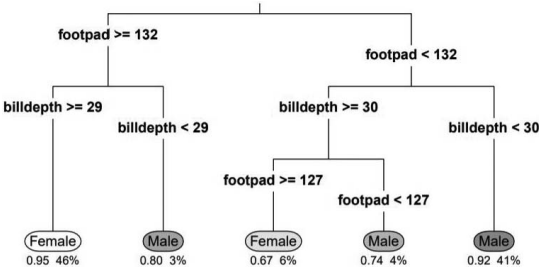 footpad >= 132
footpad < 132
billdepth >= 29
billdepth >= 30
billdepth < 29
billdepth < 30
footpad >= 127
footpad < 127
Female Male Female Male Male
0.95 46% 0.80 3% 0.67 6% 0.74 4% 0.92 41%